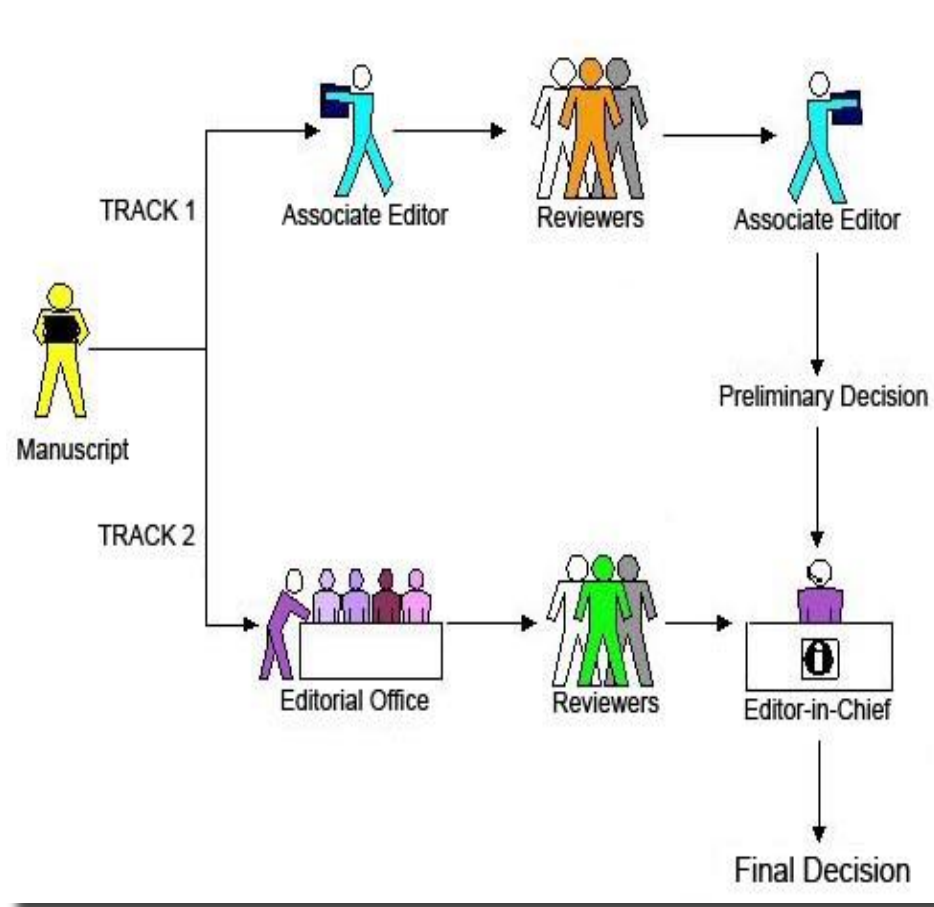 TRACK 1
Associate Editor
Reviewers
Associate Editor
Manuscript
Preliminary Decision
TRACK 2
Editorial Office
Reviewers
Editor-in-Chief
Final Decision